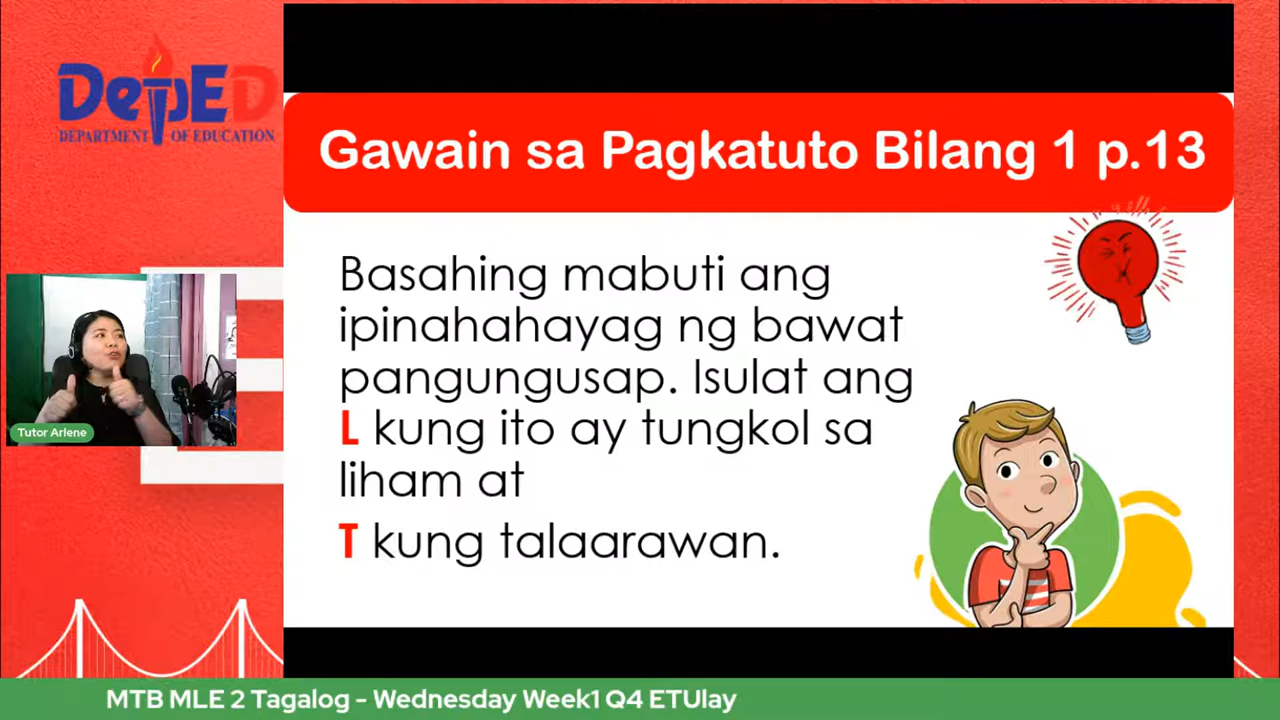 DepED
DEPARTMENT OF EDUCATION
Gawain sa Pagkatuto Bilang 1 p.13
Basahing mabuti ang
ipinahahayag ng bawat
pangungusap. Isulat ang
L kung ito ay tungkol sa
liham at
T kung talaarawan.
Tutor Arlene
MTB MLE 2 Tagalog - Wednesday Week1 Q4 ETUlay